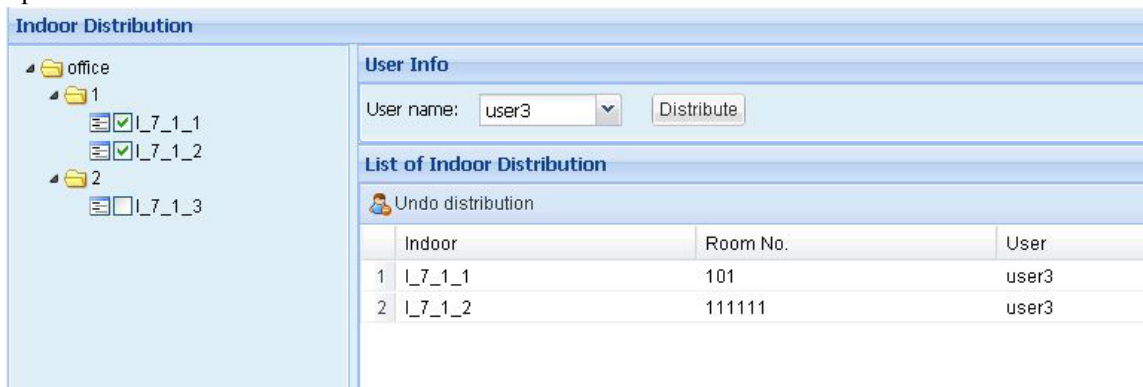 Indoor Distribution
office
1
I_7_1_1
I_7_1_2
2
I_7_1_3
User Info
User name: user3 Distribute
List of Indoor Distribution
Undo distribution
Indoor Room No. User
1 I_7_1_1 101 user3
2 I_7_1_2 111111 user3